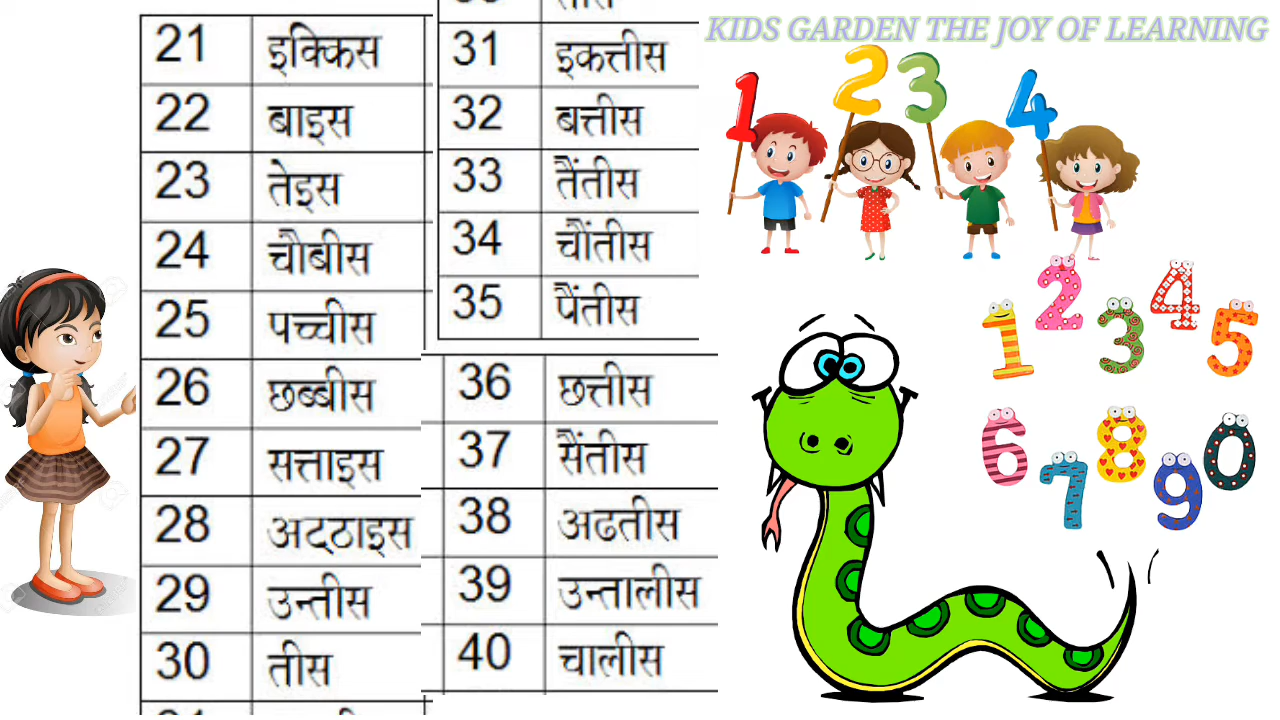 21 इक्किस
22 बाइस
23 तेइस
24 चौबीस
25 पच्चीस
26 छब्बीस
27 सत्ताइस
28 अट्ठाइस
29 उन्तीस
30 तीस
31 इकत्तीस
32 बत्तीस
33 तैंतीस
34 चौंतीस
35 पैंतीस
36 छत्तीस
37 सैंतीस
38 अढतीस
39 उन्तालीस
40 चालीस
KIDS GARDEN THE JOY OF LEARNING
1 2 3 4
1 2 3 4 5
6 7 8 9 0